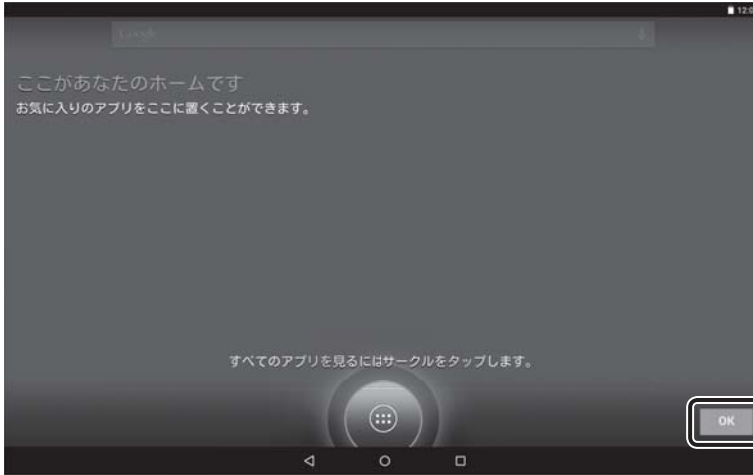 12:0
Google
ここがあなたのホームです
お気に入りのアプリをここに置くことができます。
すべてのアプリを見るにはサークルをタップします。
OK